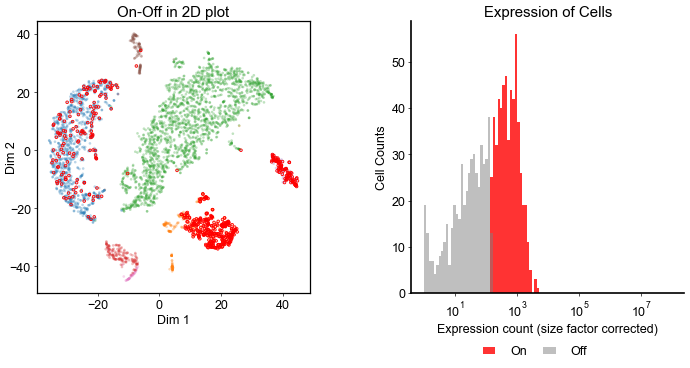 On-Off in 2D plot
Dim 2
40
20
0
−20
−40
−20
0
20
40
Dim 1
Expression of Cells
Cell Counts
50
40
30
20
10
0
10^1
10^3
10^5
10^7
Expression count (size factor corrected)
On
Off